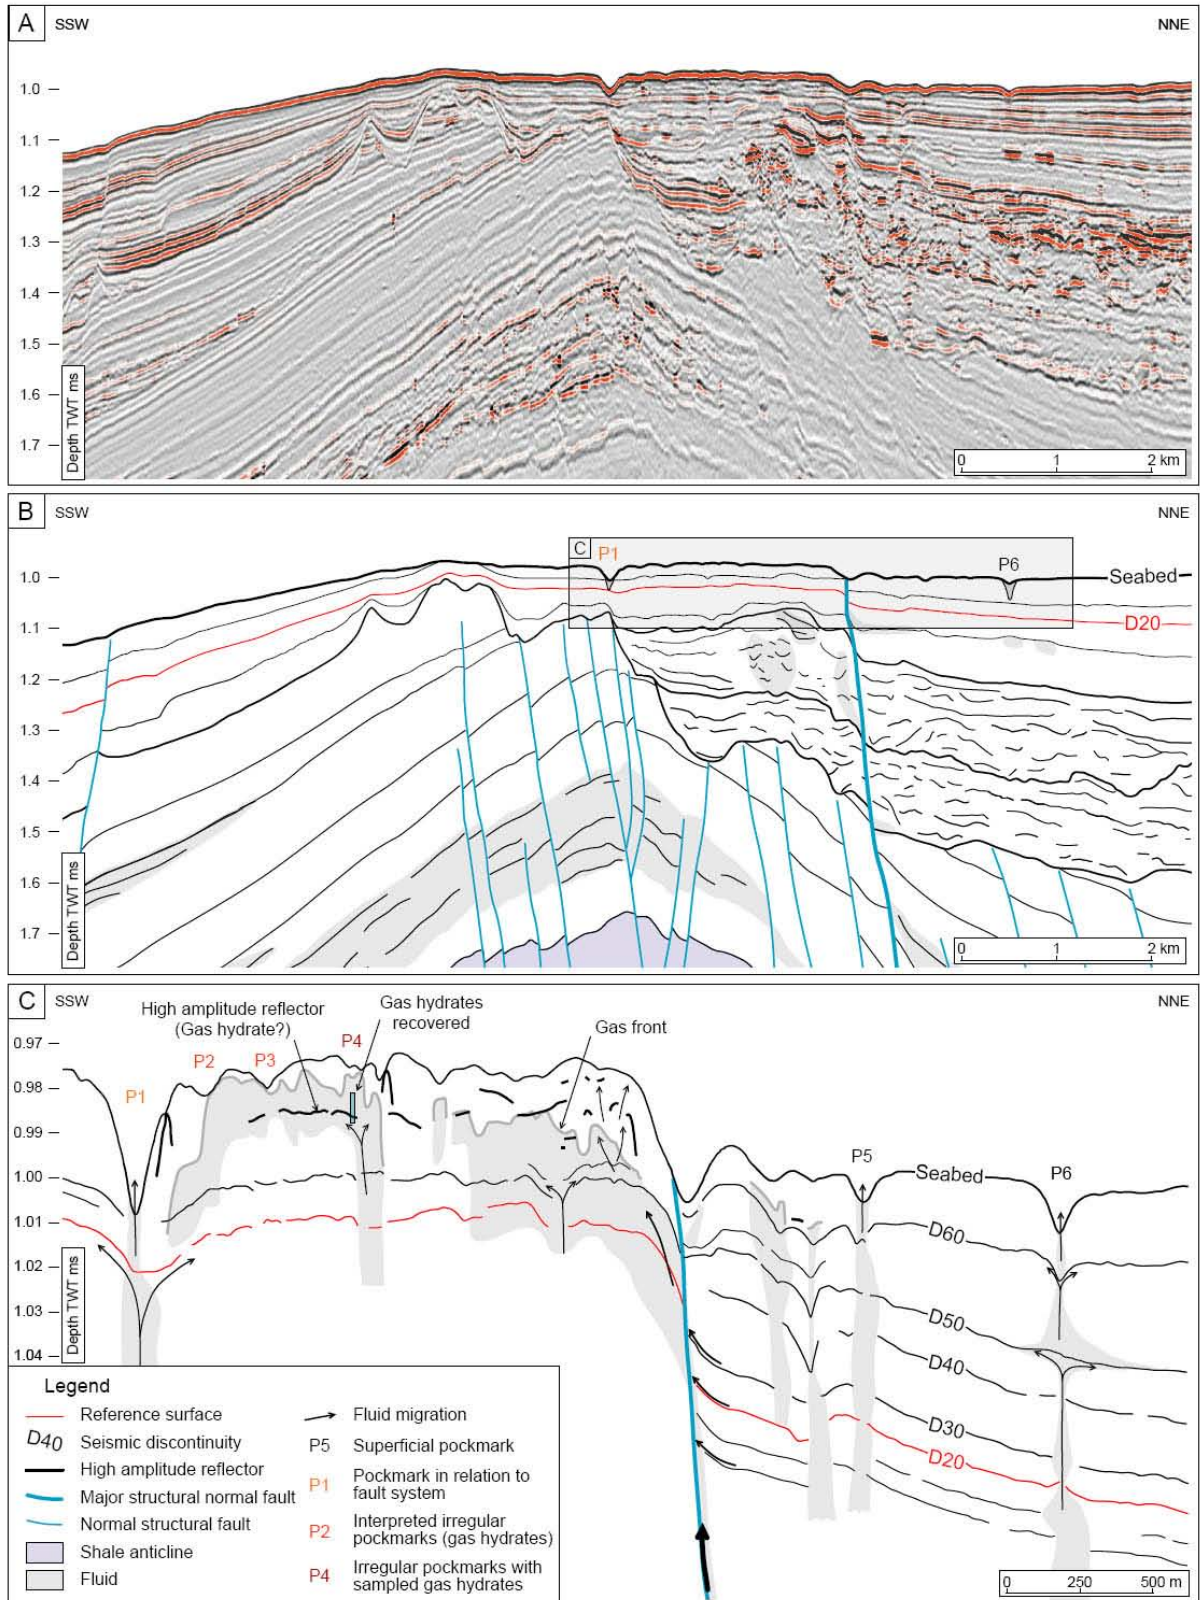 A SSW NNE
1.0
1.1
1.2
1.3
1.4
1.5
1.6
1.7
Depth TWT ms
0 1 2 km
B SSW NNE
C P1
P6
1.0
Seabed
D20
1.1
1.2
1.3
1.4
1.5
1.6
1.7
Depth TWT ms
0 1 2 km
C SSW NNE
High amplitude reflector
(Gas hydrate?)
Gas hydrates
recovered
Gas front
0.97
0.98
0.99
1.00
1.01
1.02
1.03
1.04
Depth TWT ms
P1
P2
P3
P4
P5
Seabed
P6
D60
D50
D40
D30
D20
Legend
Reference surface
D40 Seismic discontinuity
High amplitude reflector
Major structural normal fault
Normal structural fault
Shale anticline
Fluid
Fluid migration
P5 Superficial pockmark
P1 Pockmark in relation to
fault system
P2 Interpreted irregular
pockmarks (gas hydrates)
P4 Irregular pockmarks with
sampled gas hydrates
0 250 500 m